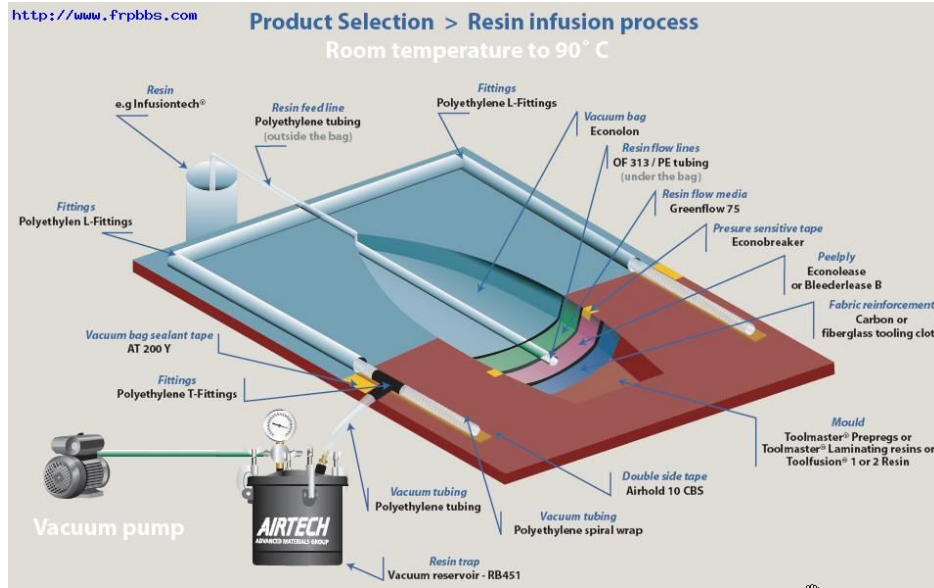 http://www.frpbbs.com
Product Selection > Resin infusion process
Room temperature to 90° C
Resin
e.g Infusiontech®
Resin feed line
Polyethylene tubing
(outside the bag)
Fittings
Polyethylene L-Fittings
Vacuum bag
Econolon
Resin flow lines
OF 313 / PE tubing
(under the bag)
Resin flow media
Greenflow 75
Presure sensitive tape
Econobreaker
Peelply
Econolease
or Bleederlease B
Fabric reinforcement
Carbon or
fiberglass tooling clot
Fittings
Polyethylen L-Fittings
Vacuum bag sealant tape
AT 200 Y
Fittings
Polyethylene T-Fittings
Mould
Toolmaster® Prepregs or
Toolmaster® Laminating resins or
Toolfusion® 1 or 2 Resin
Double side tape
Airhold 10 CBS
Vacuum tubing
Polyethylene tubing
Vacuum tubing
Polyethylene spiral wrap
Vacuum pump
AIRTECH
ADVANCED MATERIALS GROUP
Resin trap
Vacuum reservoir - RB451